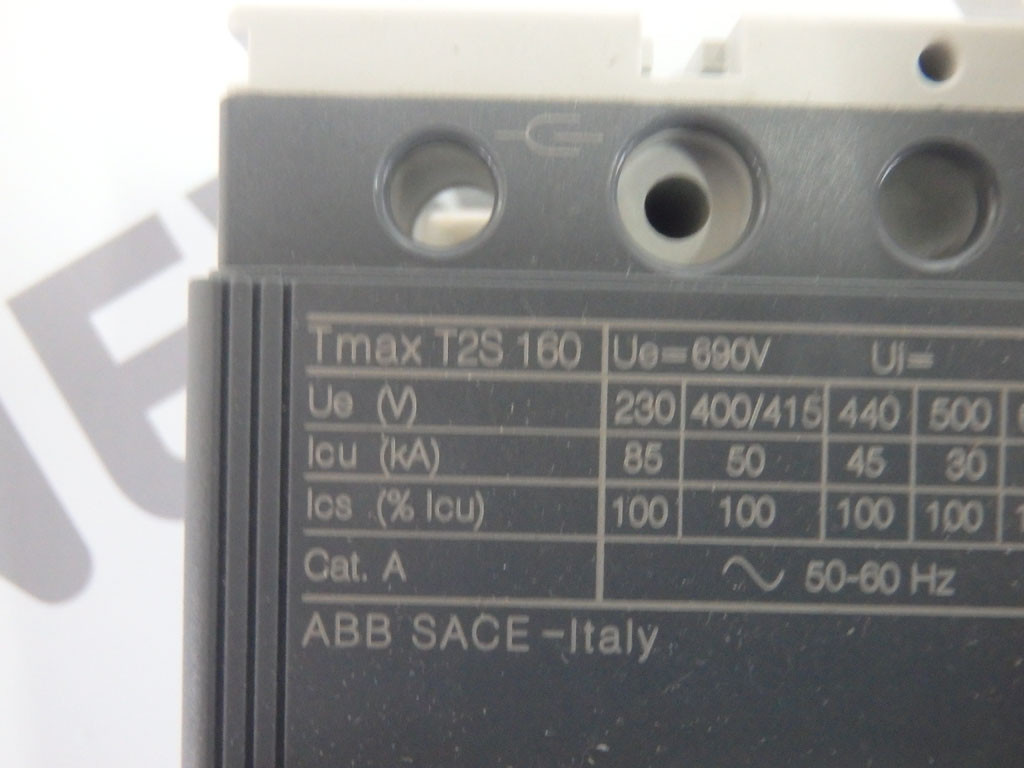 Tmax T2S 160 Ue=690V Ui=
Ue (V) 230 400/415 440 500
Icu (kA) 85 50 45 30
Ics (% Icu) 100 100 100 100
Cat. A ~ 50-60 Hz
ABB SACE -Italy